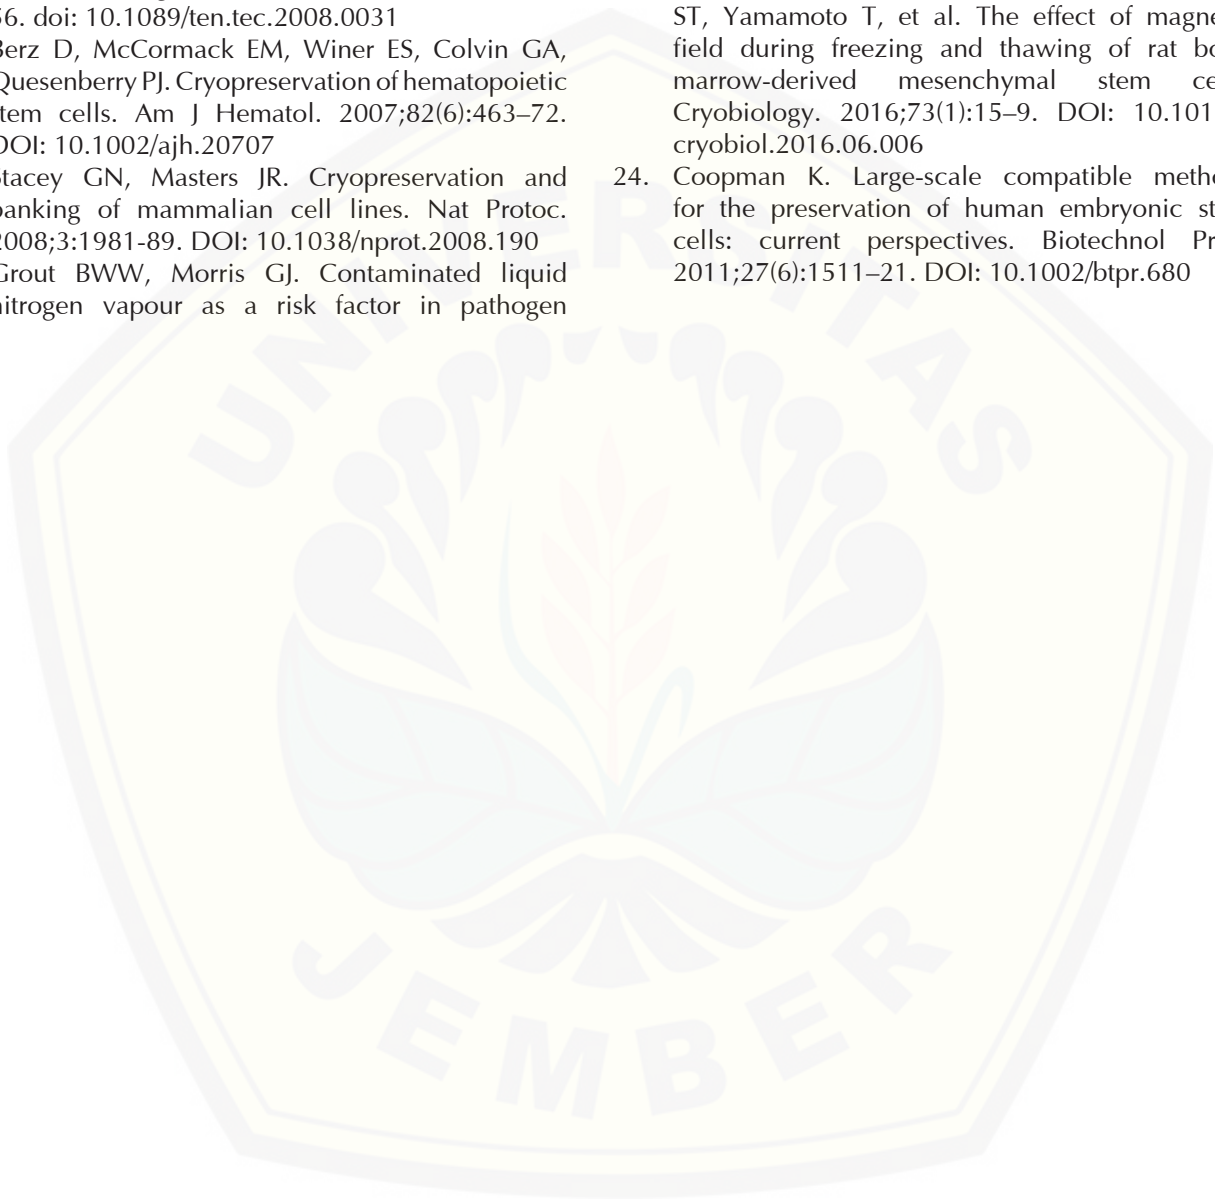 56. doi: 10.1089/ten.tec.2008.0031
Berz D, McCormack EM, Winer ES, Colvin GA,
Quesenberry PJ. Cryopreservation of hematopoietic
stem cells. Am J Hematol. 2007;82(6):463–72.
DOI: 10.1002/ajh.20707
Stacey GN, Masters JR. Cryopreservation and
banking of mammalian cell lines. Nat Protoc.
2008;3:1981-89. DOI: 10.1038/nprot.2008.190
Grout BWW, Morris GJ. Contaminated liquid
nitrogen vapour as a risk factor in pathogen
ST, Yamamoto T, et al. The effect of magne
field during freezing and thawing of rat bo
marrow-derived mesenchymal stem ce
Cryobiology. 2016;73(1):15–9. DOI: 10.101
cryobiol.2016.06.006
24. Coopman K. Large-scale compatible metho
for the preservation of human embryonic st
cells: current perspectives. Biotechnol Pr
2011;27(6):1511–21. DOI: 10.1002/btpr.680
UNIVERSITAS
JEMBER